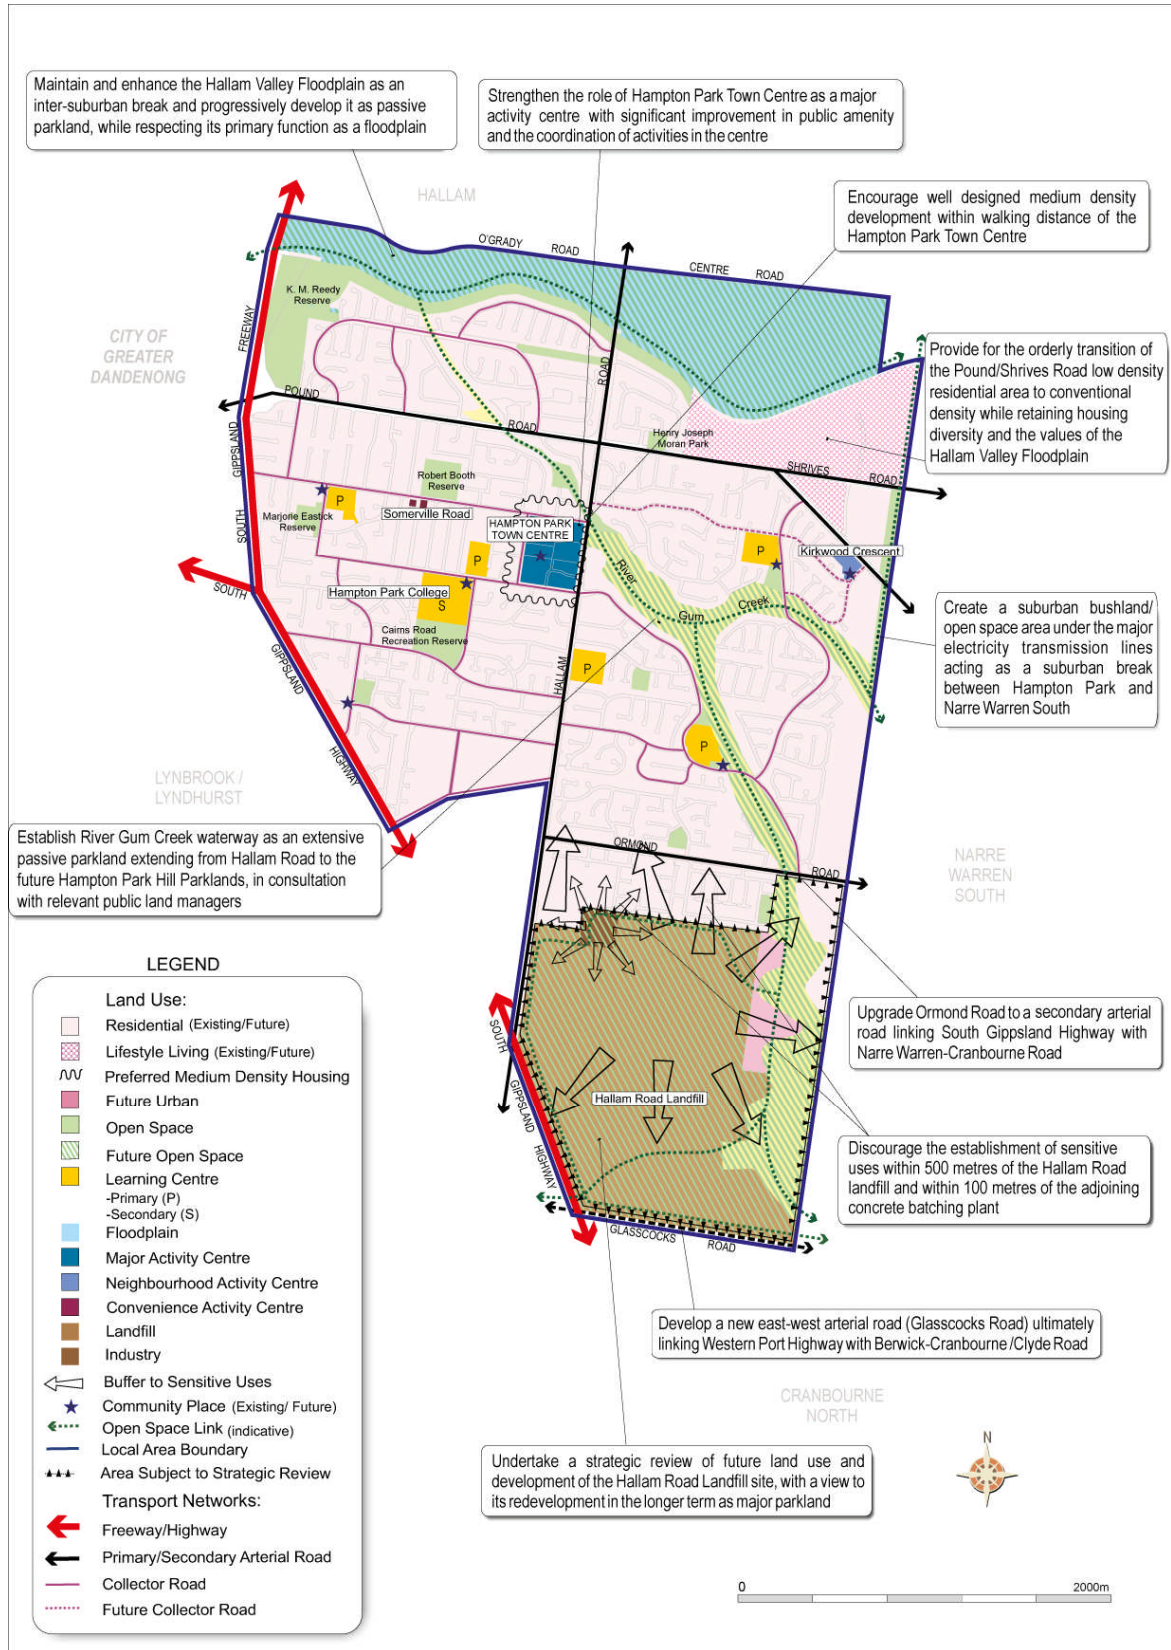 Maintain and enhance the Hallam Valley Floodplain as an
inter-suburban break and progressively develop it as passive
parkland, while respecting its primary function as a floodplain
Strengthen the role of Hampton Park Town Centre as a major
activity centre with significant improvement in public amenity
and the coordination of activities in the centre
HALLAM
Encourage well designed medium density
development within walking distance of the
Hampton Park Town Centre
O'GRADY ROAD
CENTRE ROAD
K. M. Reedy
Reserve
FREEWAY
CITY OF
GREATER
DANDENONG
ROAD
Provide for the orderly transition of
the Pound/Shrives Road low density
residential area to conventional
density while retaining housing
diversity and the values of the
Hallam Valley Floodplain
POUND
ROAD
Henry Joseph
Moran Park
GIPPSLAND
SHRIVES
ROAD
Robert Booth
Reserve
P
Somerville Road
Marjorie Eastick
Reserve
HAMPTON PARK
TOWN CENTRE
SOUTH
P
P
Kirkwood Crescent
River
SOUTH
Hampton Park College
S
Gum
Creek
Cairns Road
Recreation Reserve
Create a suburban bushland/
open space area under the major
electricity transmission lines
acting as a suburban break
between Hampton Park and
Narre Warren South
GIPPSLAND
HALLAM
P
P
HIGHWAY
LYNBROOK /
LYNDHURST
Establish River Gum Creek waterway as an extensive
passive parkland extending from Hallam Road to the
future Hampton Park Hill Parklands, in consultation
with relevant public land managers
ORMOND
ROAD
NARRE
WARREN
SOUTH
Upgrade Ormond Road to a secondary arterial
road linking South Gippsland Highway with
Narre Warren-Cranbourne Road
SOUTH
GIPPSLAND
HIGHWAY
Hallam Road Landfill
Discourage the establishment of sensitive
uses within 500 metres of the Hallam Road
landfill and within 100 metres of the adjoining
concrete batching plant
GLASSCOCKS ROAD
Develop a new east-west arterial road (Glasscocks Road) ultimately
linking Western Port Highway with Berwick-Cranbourne /Clyde Road
CRANBOURNE
NORTH
Undertake a strategic review of future land use and
development of the Hallam Road Landfill site, with a view to
its redevelopment in the longer term as major parkland
N
0 2000m
LEGEND
Land Use:
Residential (Existing/Future)
Lifestyle Living (Existing/Future)
Preferred Medium Density Housing
Future Urban
Open Space
Future Open Space
Learning Centre
-Primary (P)
-Secondary (S)
Floodplain
Major Activity Centre
Neighbourhood Activity Centre
Convenience Activity Centre
Landfill
Industry
Buffer to Sensitive Uses
Community Place (Existing/ Future)
Open Space Link (indicative)
Local Area Boundary
Area Subject to Strategic Review
Transport Networks:
Freeway/Highway
Primary/Secondary Arterial Road
Collector Road
Future Collector Road